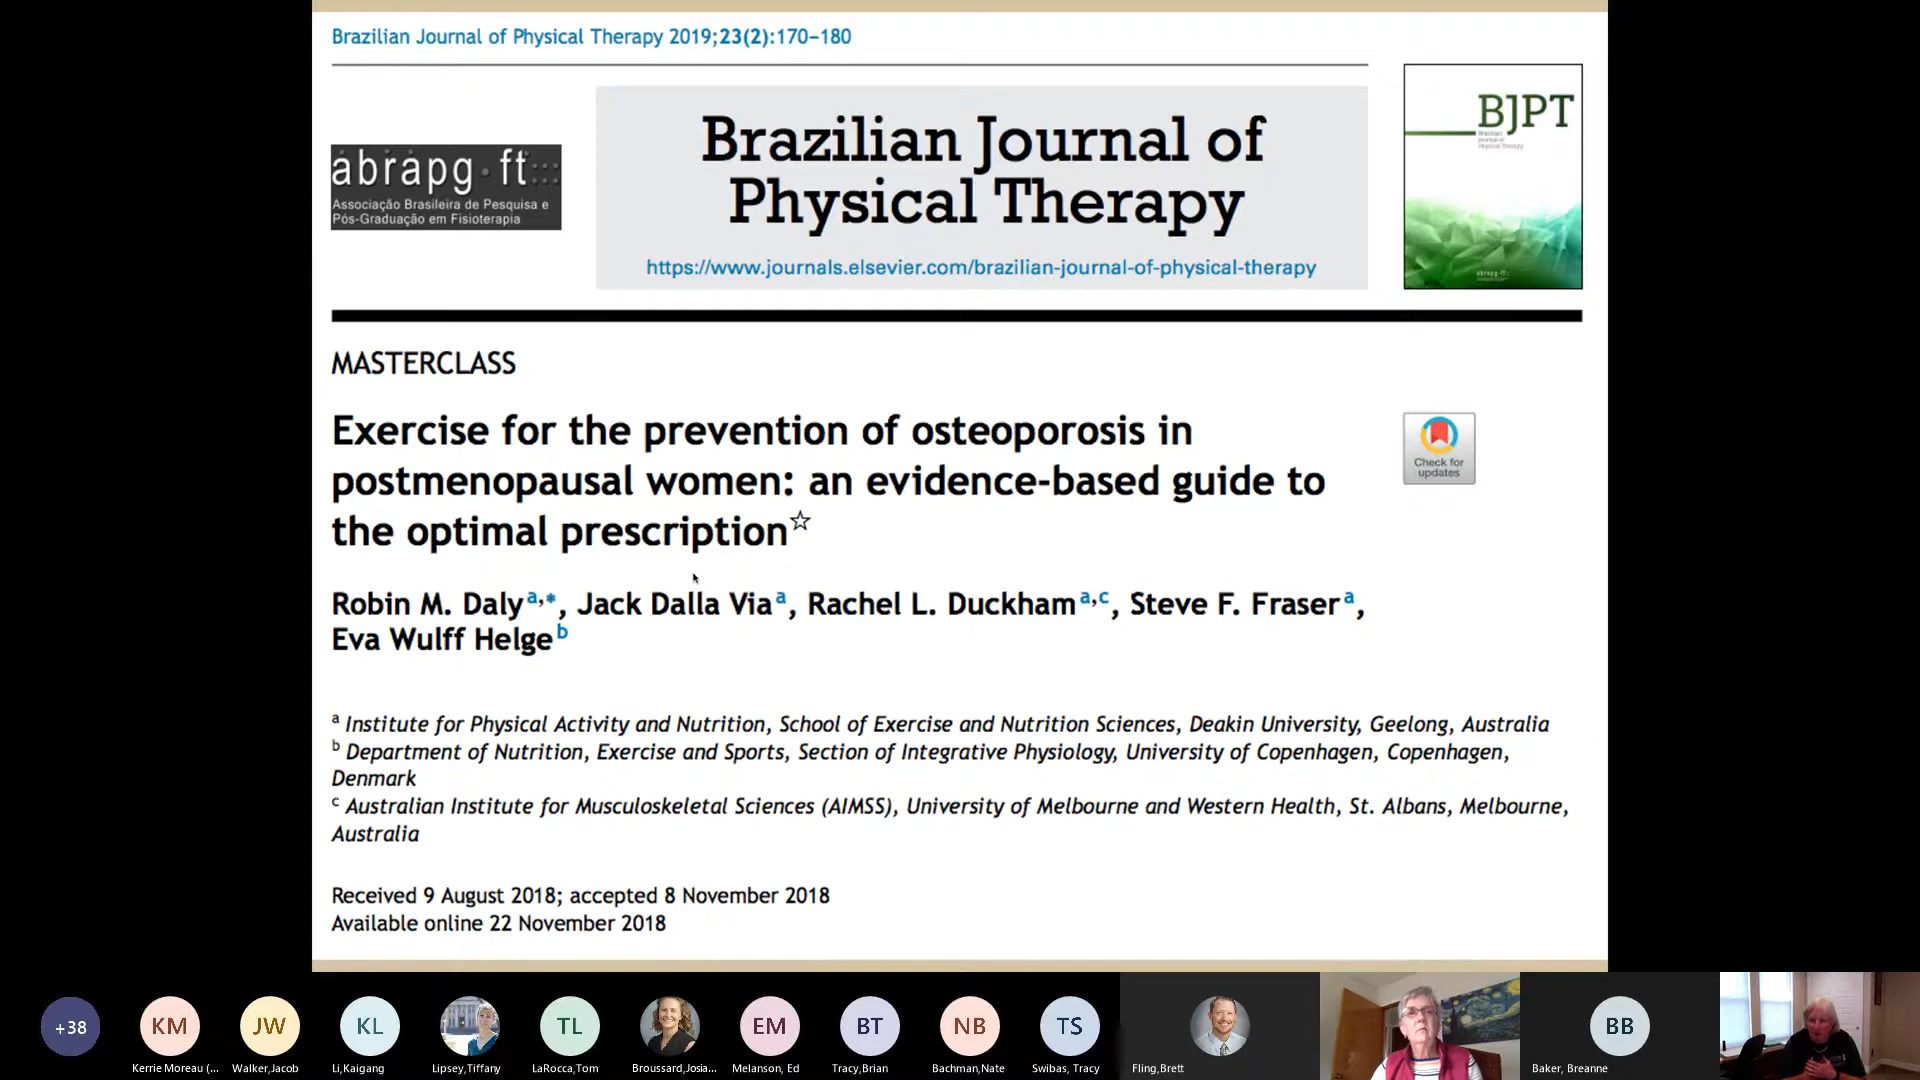 Brazilian Journal of Physical Therapy 2019;23(2):170–180
abrapg·ft
Associação Brasileira de Pesquisa e
Pós-Graduação em Fisioterapia
Brazilian Journal of
Physical Therapy
https://www.journals.elsevier.com/brazilian-journal-of-physical-therapy
BJPT
Brazilian
Journal of
Physical Therapy
MASTERCLASS
Exercise for the prevention of osteoporosis in
postmenopausal women: an evidence-based guide to
the optimal prescription☆
Check for
updates
Robin M. Daly a,*, Jack Dalla Via a, Rachel L. Duckham a,c, Steve F. Fraser a,
Eva Wulff Helge b
a Institute for Physical Activity and Nutrition, School of Exercise and Nutrition Sciences, Deakin University, Geelong, Australia
b Department of Nutrition, Exercise and Sports, Section of Integrative Physiology, University of Copenhagen, Copenhagen,
Denmark
c Australian Institute for Musculoskeletal Sciences (AIMSS), University of Melbourne and Western Health, St. Albans, Melbourne,
Australia
Received 9 August 2018; accepted 8 November 2018
Available online 22 November 2018
+38
KM
JW
KL
TL
EM
BT
NB
TS
BB
Kerrie Moreau (...
Walker,Jacob
Li,Kaigang
Lipsey,Tiffany
LaRocca,Tom
Broussard,Josia...
Melanson, Ed
Tracy,Brian
Bachman,Nate
Swibas, Tracy
Fling,Brett
Baker, Breanne